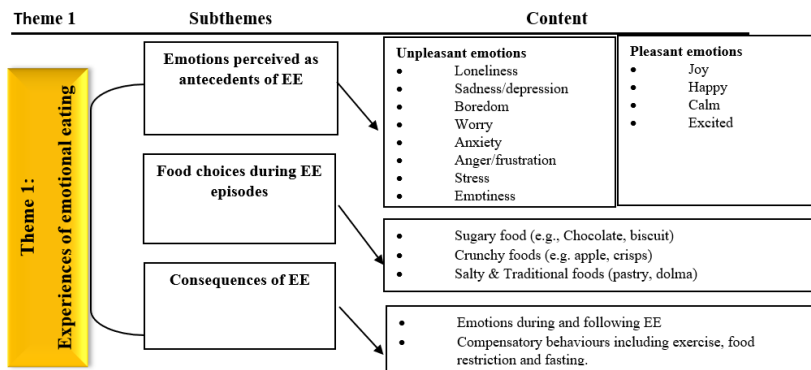 Theme 1 Subthemes Content
Theme 1:
Experiences of emotional eating
Emotions perceived as
antecedents of EE
Unpleasant emotions
• Loneliness
• Sadness/depression
• Boredom
• Worry
• Anxiety
• Anger/frustration
• Stress
• Emptiness
Pleasant emotions
• Joy
• Happy
• Calm
• Excited
Food choices during EE
episodes
• Sugary food (e.g., Chocolate, biscuit)
• Crunchy foods (e.g. apple, crisps)
• Salty & Traditional foods (pastry, dolma)
Consequences of EE
• Emotions during and following EE
• Compensatory behaviours including exercise, food
restriction and fasting.